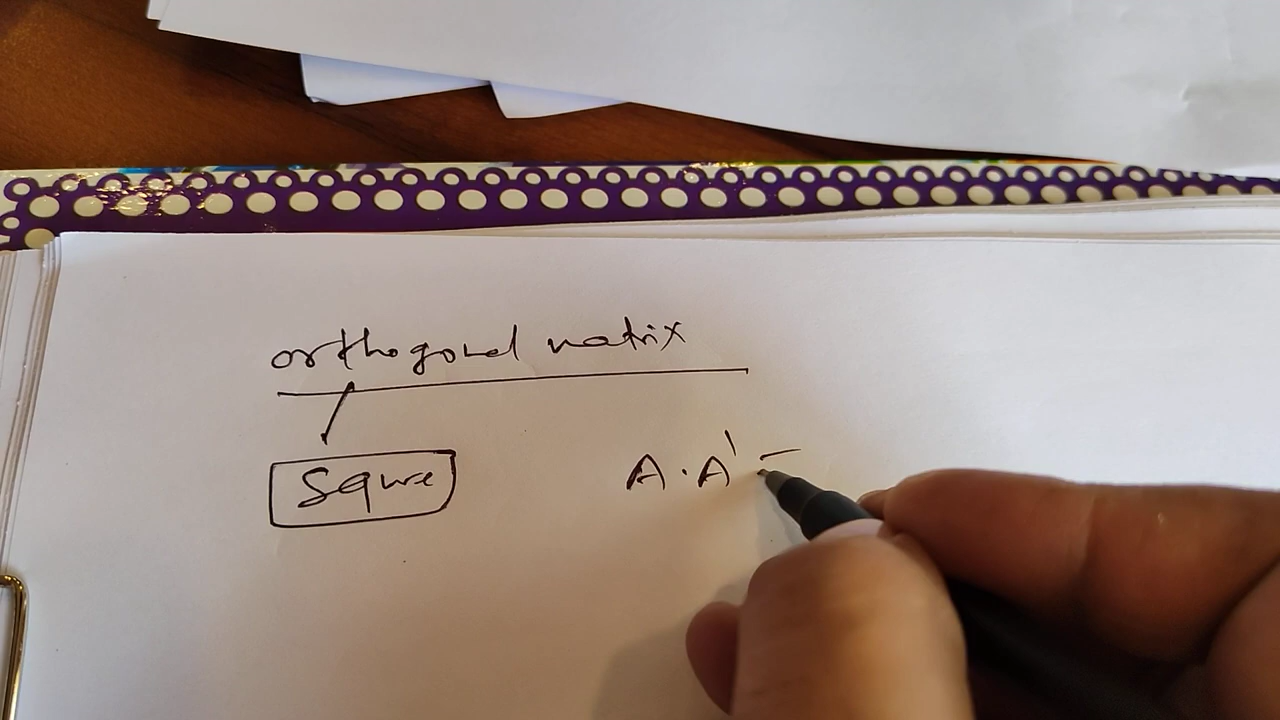 orthogonal matrix
Square
A · A' =